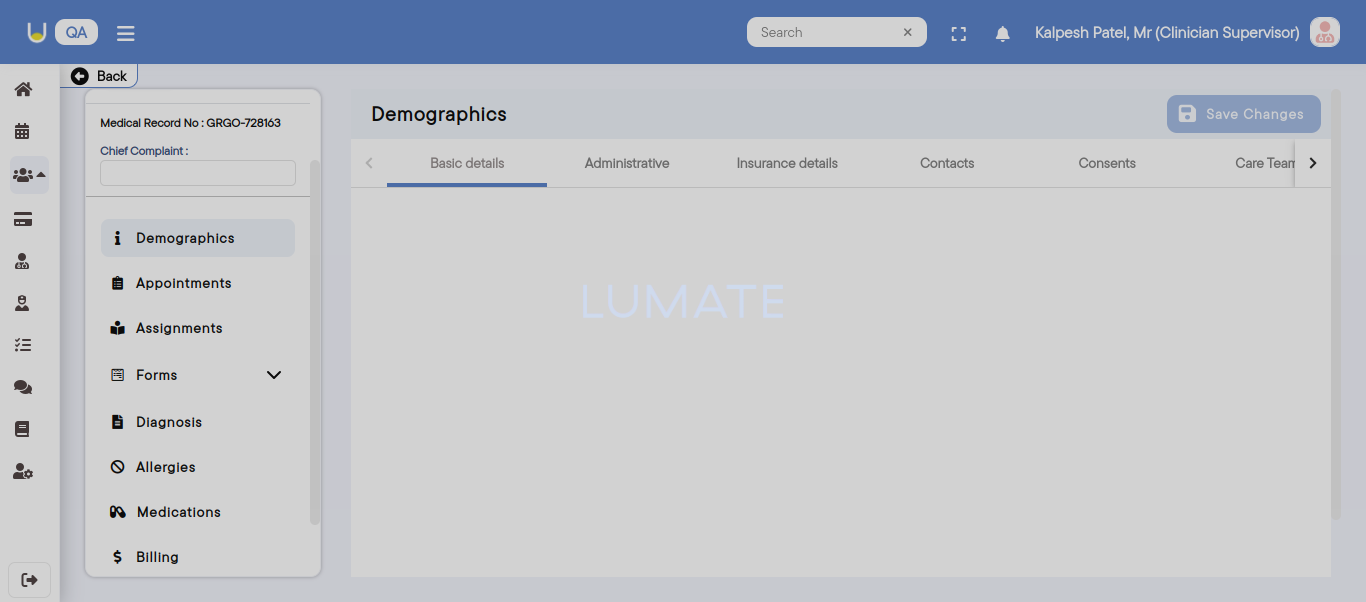 QA
Search
Kalpesh Patel, Mr (Clinician Supervisor)
Back
Medical Record No : GRGO-728163
Chief Complaint :
Demographics
Appointments
Assignments
Forms
Diagnosis
Allergies
Medications
Billing
Demographics
Save Changes
Basic details
Administrative
Insurance details
Contacts
Consents
Care Team
LUMATE